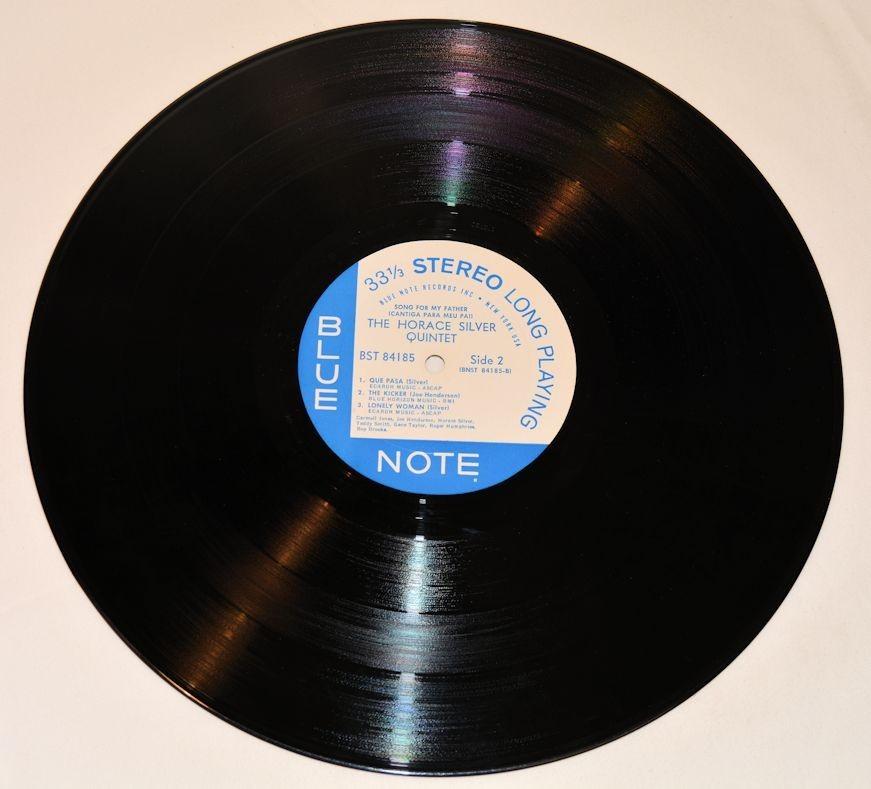 33 1/3 STEREO LONG PLAYING
BLUE NOTE RECORDS INC • NEW YORK USA
SONG FOR MY FATHER
(CANTIGA PARA MEU PAI)
THE HORACE SILVER
QUINTET
BST 84185
Side 2
(BNST 84185-B)
1. QUE PASA (Silver)
ECAROH MUSIC - ASCAP
2. THE KICKER (Joe Henderson)
BLUE HORIZON MUSIC - BMI
3. LONELY WOMAN (Silver)
ECAROH MUSIC - ASCAP
Carmell Jones, Joe Henderson, Horace Silver,
Teddy Smith, Gene Taylor, Roger Humphries,
Roy Brooks.
BLUE
NOTE